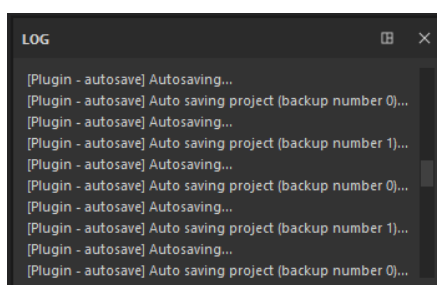 LOG
[Plugin - autosave] Autosaving...
[Plugin - autosave] Auto saving project (backup number 0)...
[Plugin - autosave] Autosaving...
[Plugin - autosave] Auto saving project (backup number 1)...
[Plugin - autosave] Autosaving...
[Plugin - autosave] Auto saving project (backup number 0)...
[Plugin - autosave] Autosaving...
[Plugin - autosave] Auto saving project (backup number 1)...
[Plugin - autosave] Autosaving...
[Plugin - autosave] Auto saving project (backup number 0)...